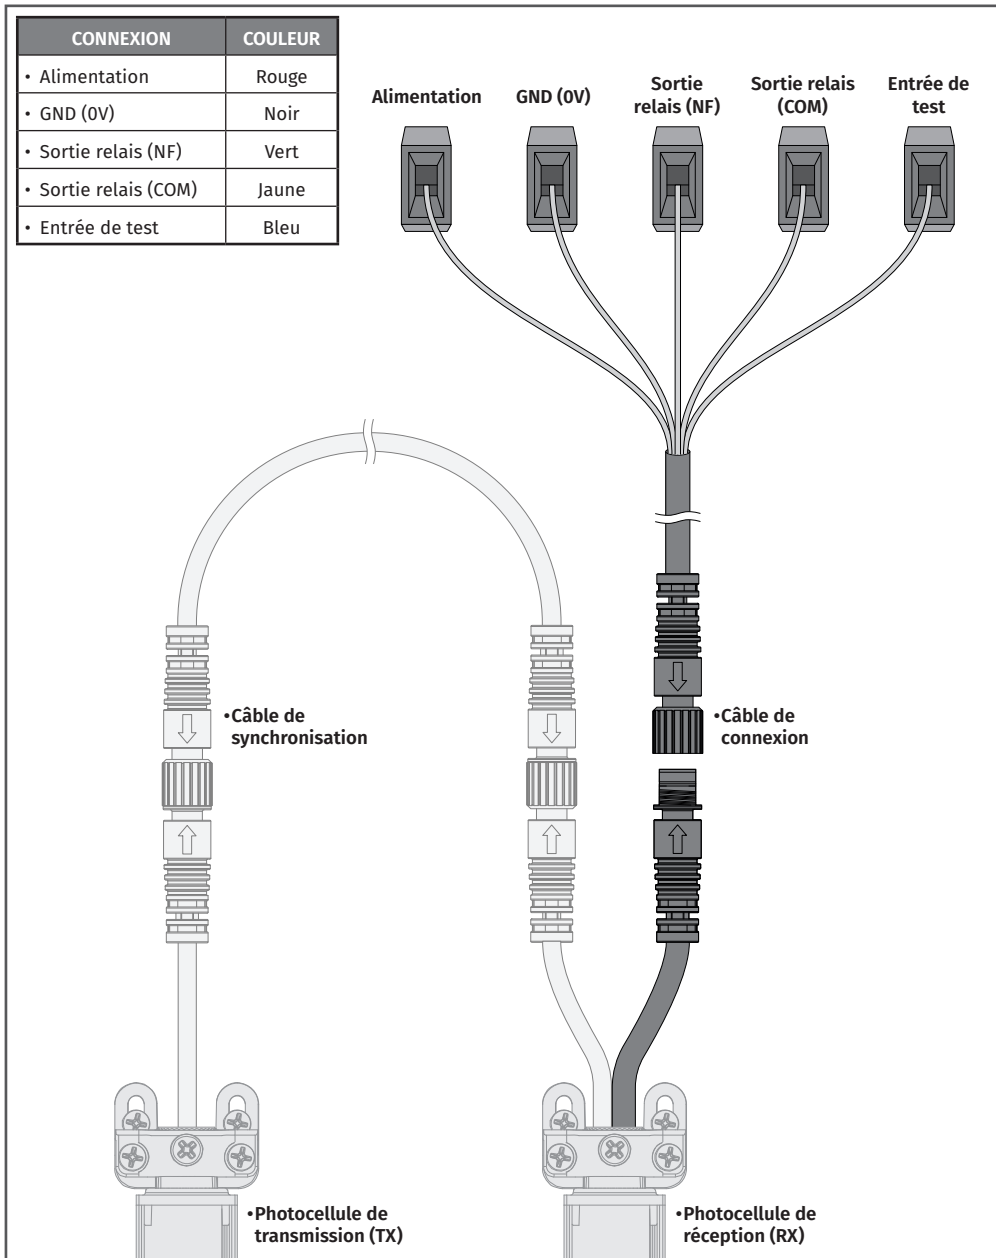 CONNEXION COULEUR
• Alimentation Rouge
• GND (0V) Noir
• Sortie relais (NF) Vert
• Sortie relais (COM) Jaune
• Entrée de test Bleu
Alimentation
GND (0V)
Sortie
relais (NF)
Sortie relais
(COM)
Entrée de
test
•Câble de
synchronisation
•Câble de
connexion
•Photocellule de
transmission (TX)
•Photocellule de
réception (RX)